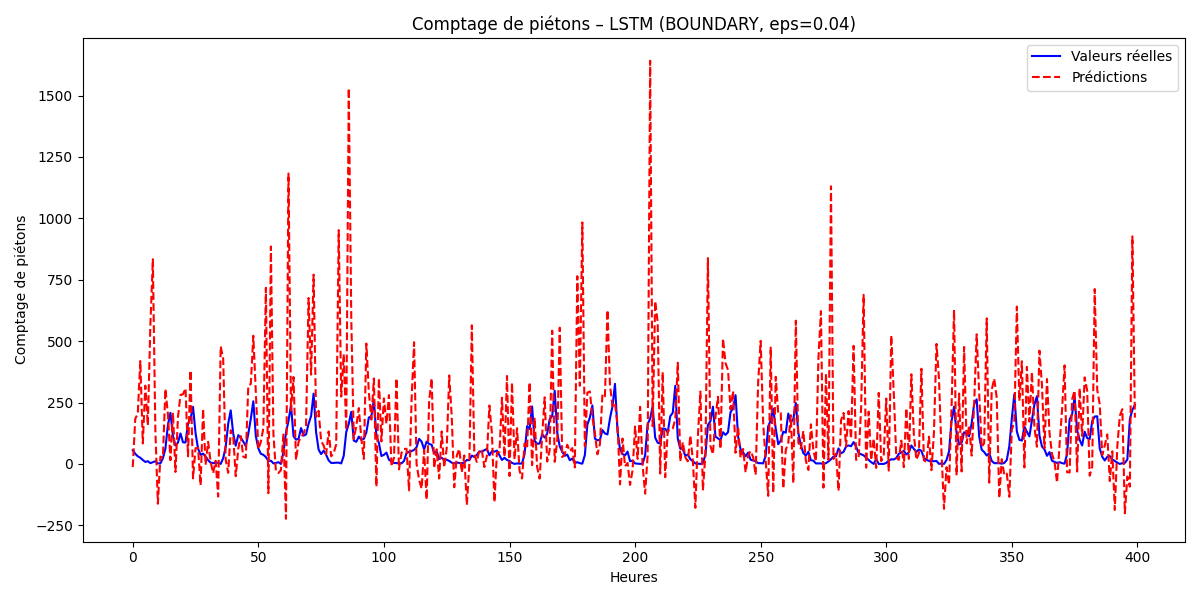 Comptage de piétons – LSTM (BOUNDARY, eps=0.04)
Valeurs réelles
Prédictions
Comptage de piétons
1500
1250
1000
750
500
250
0
−250
0 50 100 150 200 250 300 350 400
Heures